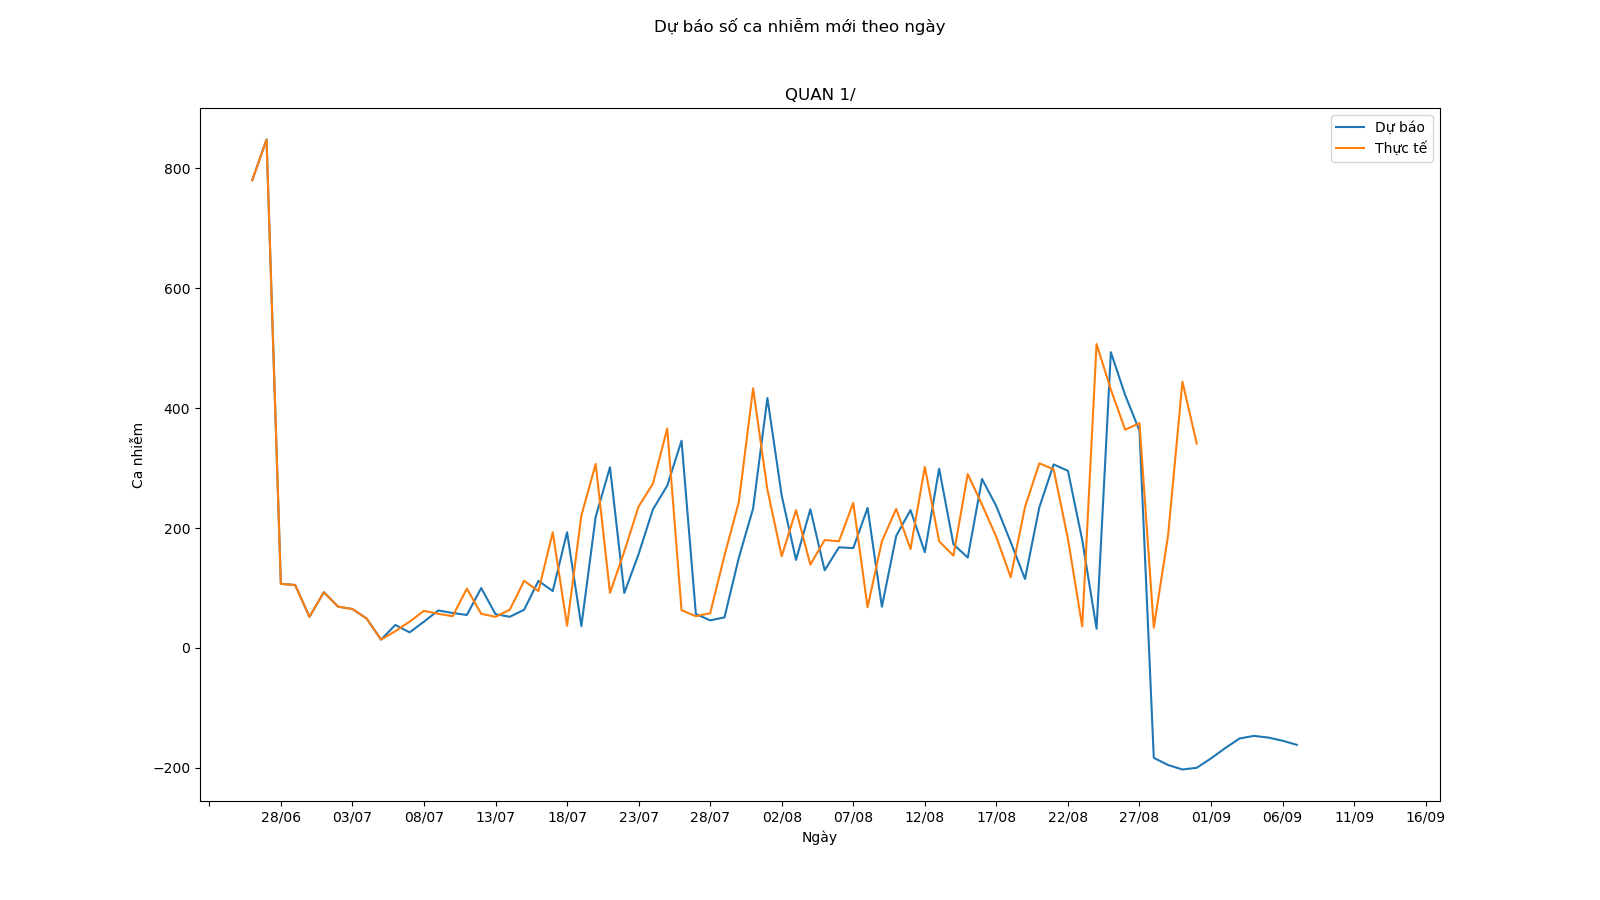 Dự báo số ca nhiễm mới theo ngày
QUAN 1/
Dự báo
Thực tế
800
600
400
200
0
−200
Ca nhiễm
28/06 03/07 08/07 13/07 18/07 23/07 28/07 02/08 07/08 12/08 17/08 22/08 27/08 01/09 06/09 11/09 16/09
Ngày